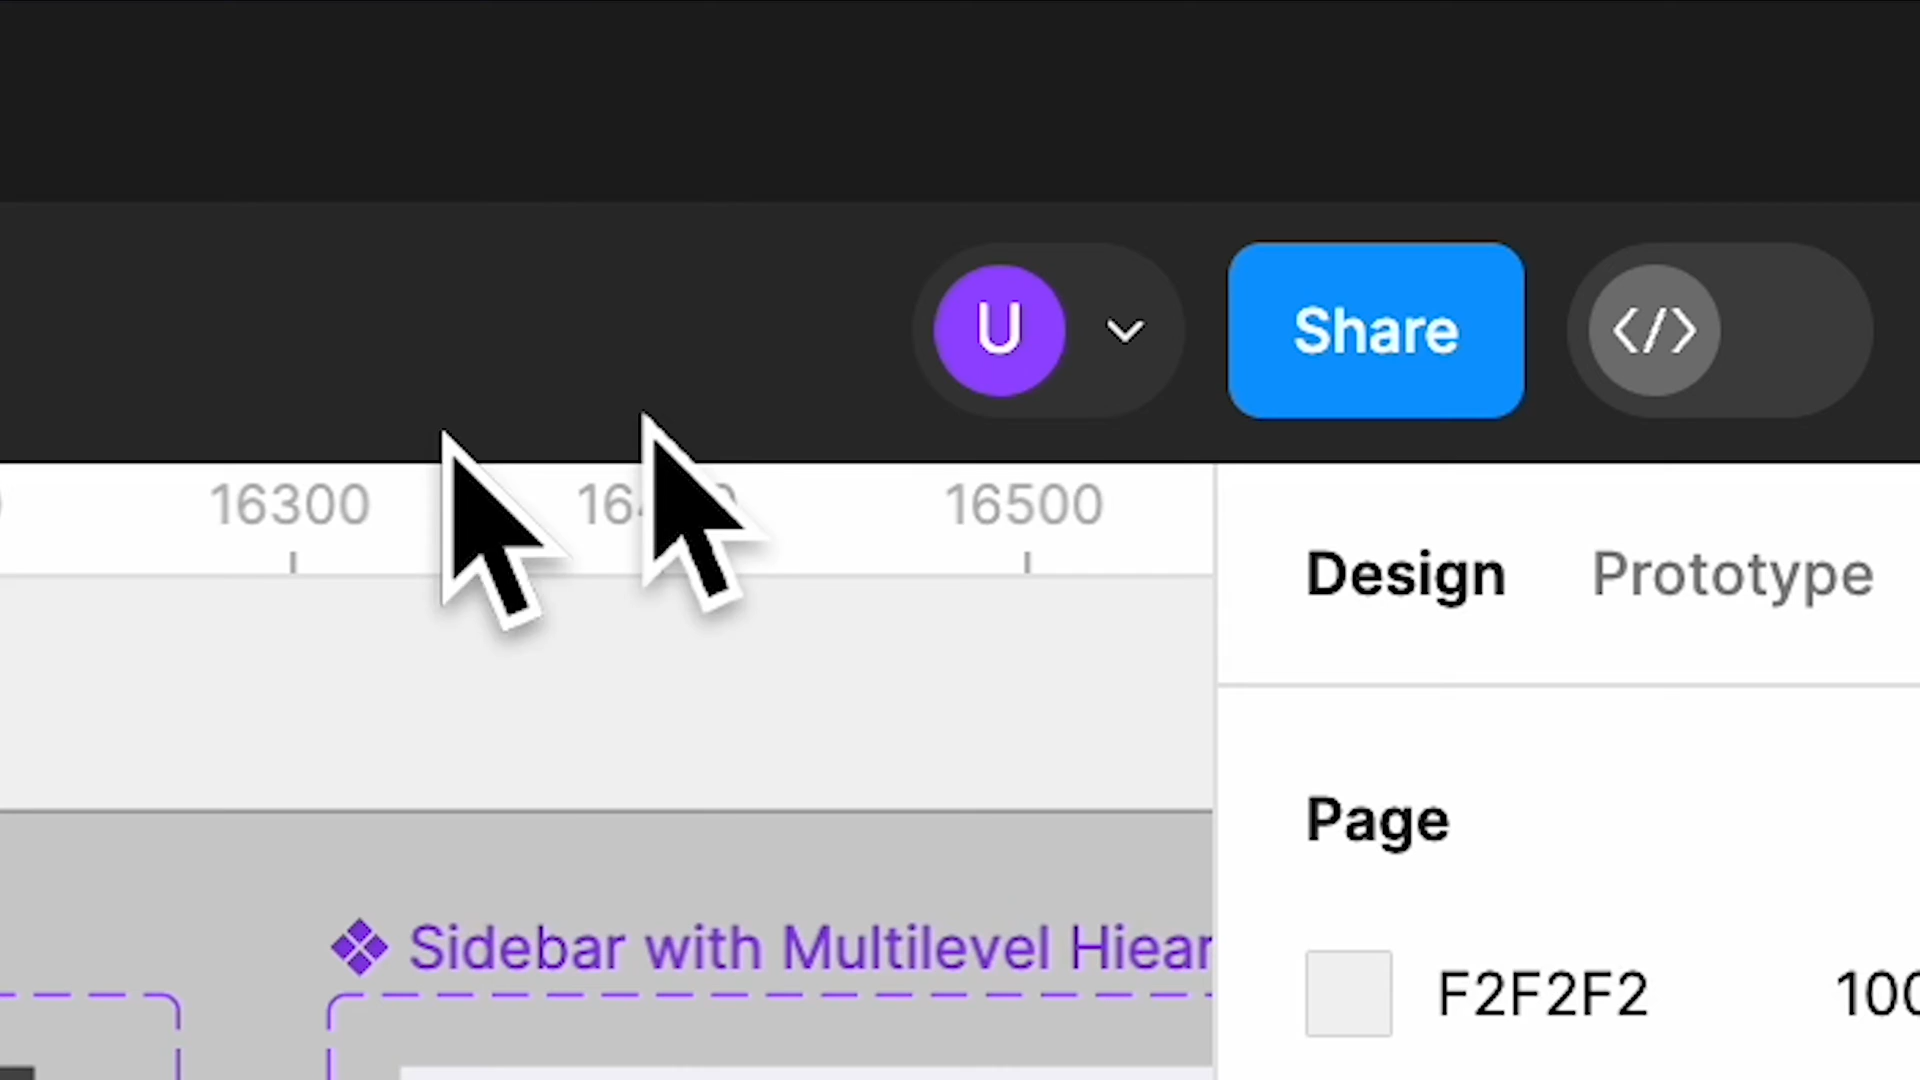 U
Share
</>
16300
16500
Design Prototype
Page
Sidebar with Multilevel Hiear
F2F2F2
100